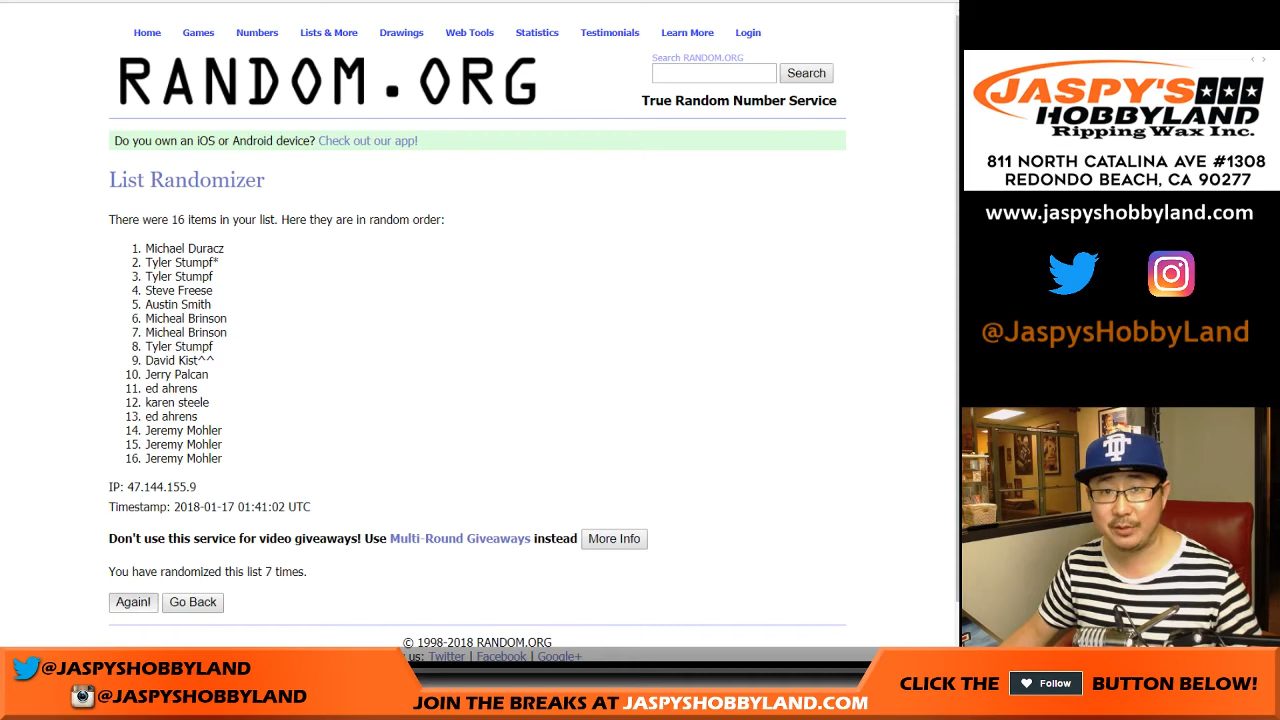 Home Games Numbers Lists & More Drawings Web Tools Statistics Testimonials Learn More Login
RANDOM.ORG
Search RANDOM.ORG
Search
True Random Number Service
Do you own an iOS or Android device? Check out our app!
List Randomizer
There were 16 items in your list. Here they are in random order:
1. Michael Duracz
2. Tyler Stumpf*
3. Tyler Stumpf
4. Steve Freese
5. Austin Smith
6. Micheal Brinson
7. Micheal Brinson
8. Tyler Stumpf
9. David Kist^^
10. Jerry Palcan
11. ed ahrens
12. karen steele
13. ed ahrens
14. Jeremy Mohler
15. Jeremy Mohler
16. Jeremy Mohler
IP: 47.144.155.9
Timestamp: 2018-01-17 01:41:02 UTC
Don't use this service for video giveaways! Use Multi-Round Giveaways instead More Info
You have randomized this list 7 times.
Again! Go Back
© 1998-2018 RANDOM.ORG
us: Twitter | Facebook | Google+
JASPY'S
HOBBYLAND
Ripping Wax Inc.
811 NORTH CATALINA AVE #1308
REDONDO BEACH, CA 90277
www.jaspyshobbyland.com
@JaspysHobbyLand
@JASPYSHOBBYLAND
@JASPYSHOBBYLAND
JOIN THE BREAKS AT JASPYSHOBBYLAND.COM
CLICK THE Follow BUTTON BELOW!